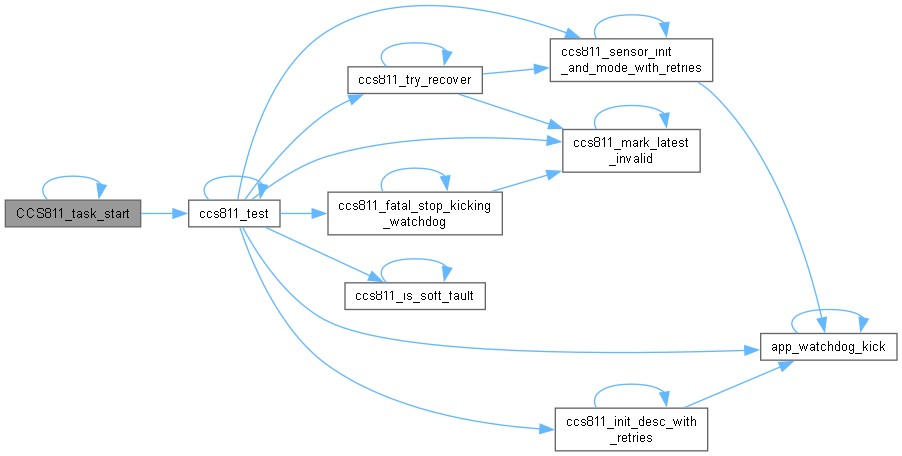 CCS811_task_start
ccs811_test
ccs811_try_recover
ccs811_sensor_init
_and_mode_with_retries
ccs811_mark_latest
_invalid
ccs811_fatal_stop_kicking
_watchdog
ccs811_is_soft_fault
app_watchdog_kick
ccs811_init_desc_with
_retries